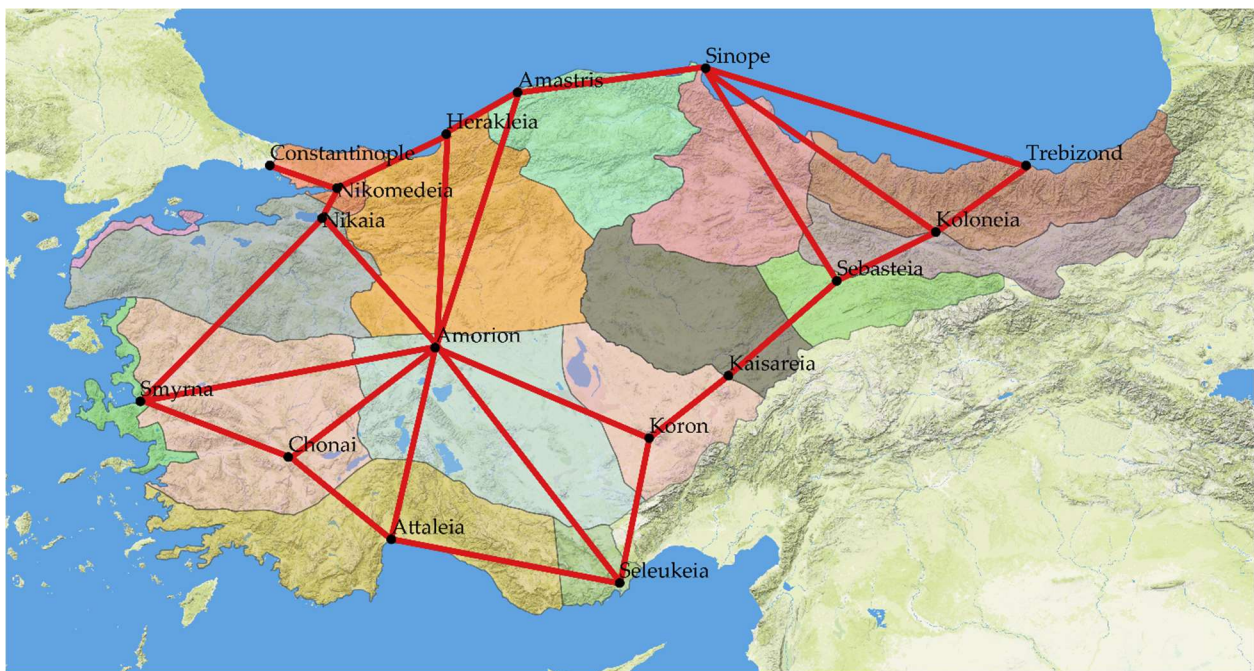 Sinope
Amastris
Herakleia
Constantinople
Trebizond
Nikomedeia
Nikaia
Koloneia
Sebasteia
Amorion
Kaisareia
Smyrna
Koron
Chonai
Attaleia
Seleukeia